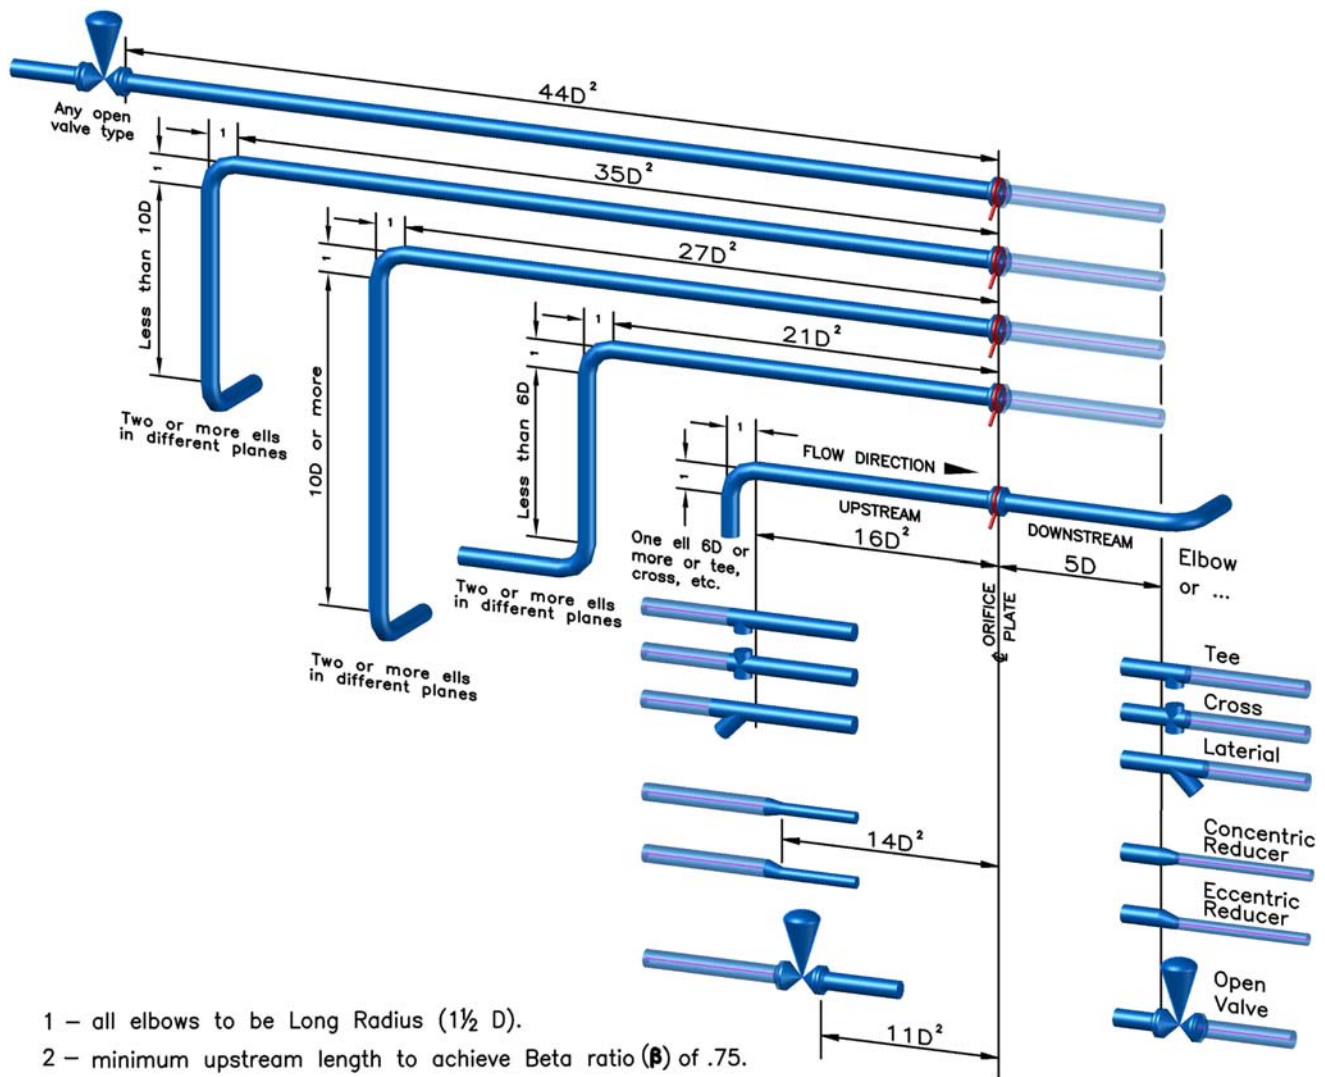 44D²
Any open
valve type
1
1
35D²
Less than 10D
Two or more ells
in different planes
1
1
27D²
10D or more
Two or more ells
in different planes
1
1
21D²
Less than 6D
Two or more ells
in different planes
1
1
FLOW DIRECTION
UPSTREAM
DOWNSTREAM
One ell 6D or
more or tee,
cross, etc.
16D²
5D
Elbow
or ...
℄ ORIFICE
PLATE
Tee
Cross
Laterial
14D²
Concentric
Reducer
Eccentric
Reducer
Open
Valve
11D²
1 – all elbows to be Long Radius (1½ D).
2 – minimum upstream length to achieve Beta ratio (β) of .75.